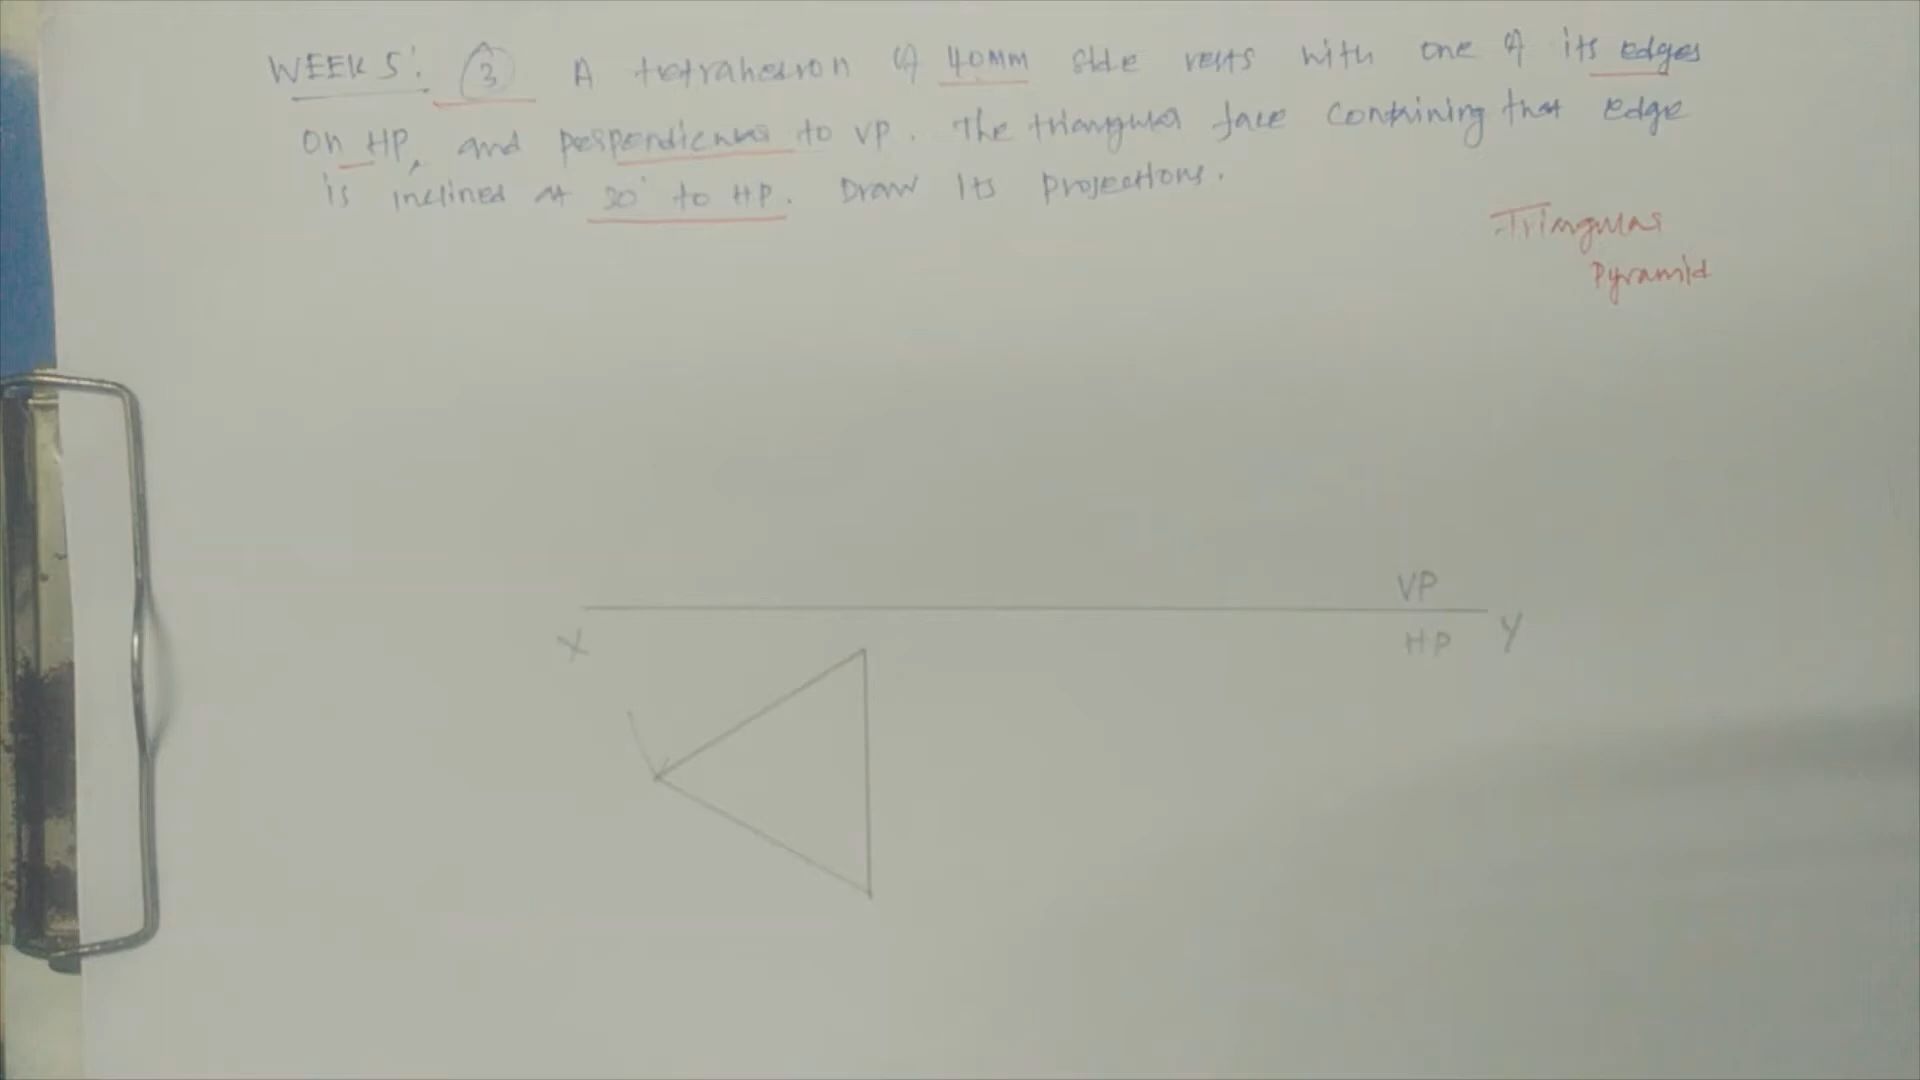 WEEK 5: 3 A tetrahedron of 40MM side rests with one of its edges
on HP, and perpendicular to VP. The triangular face containing that edge
is inclined at 30° to HP. Draw its projections.
Triangular
Pyramid
VP
X HP Y